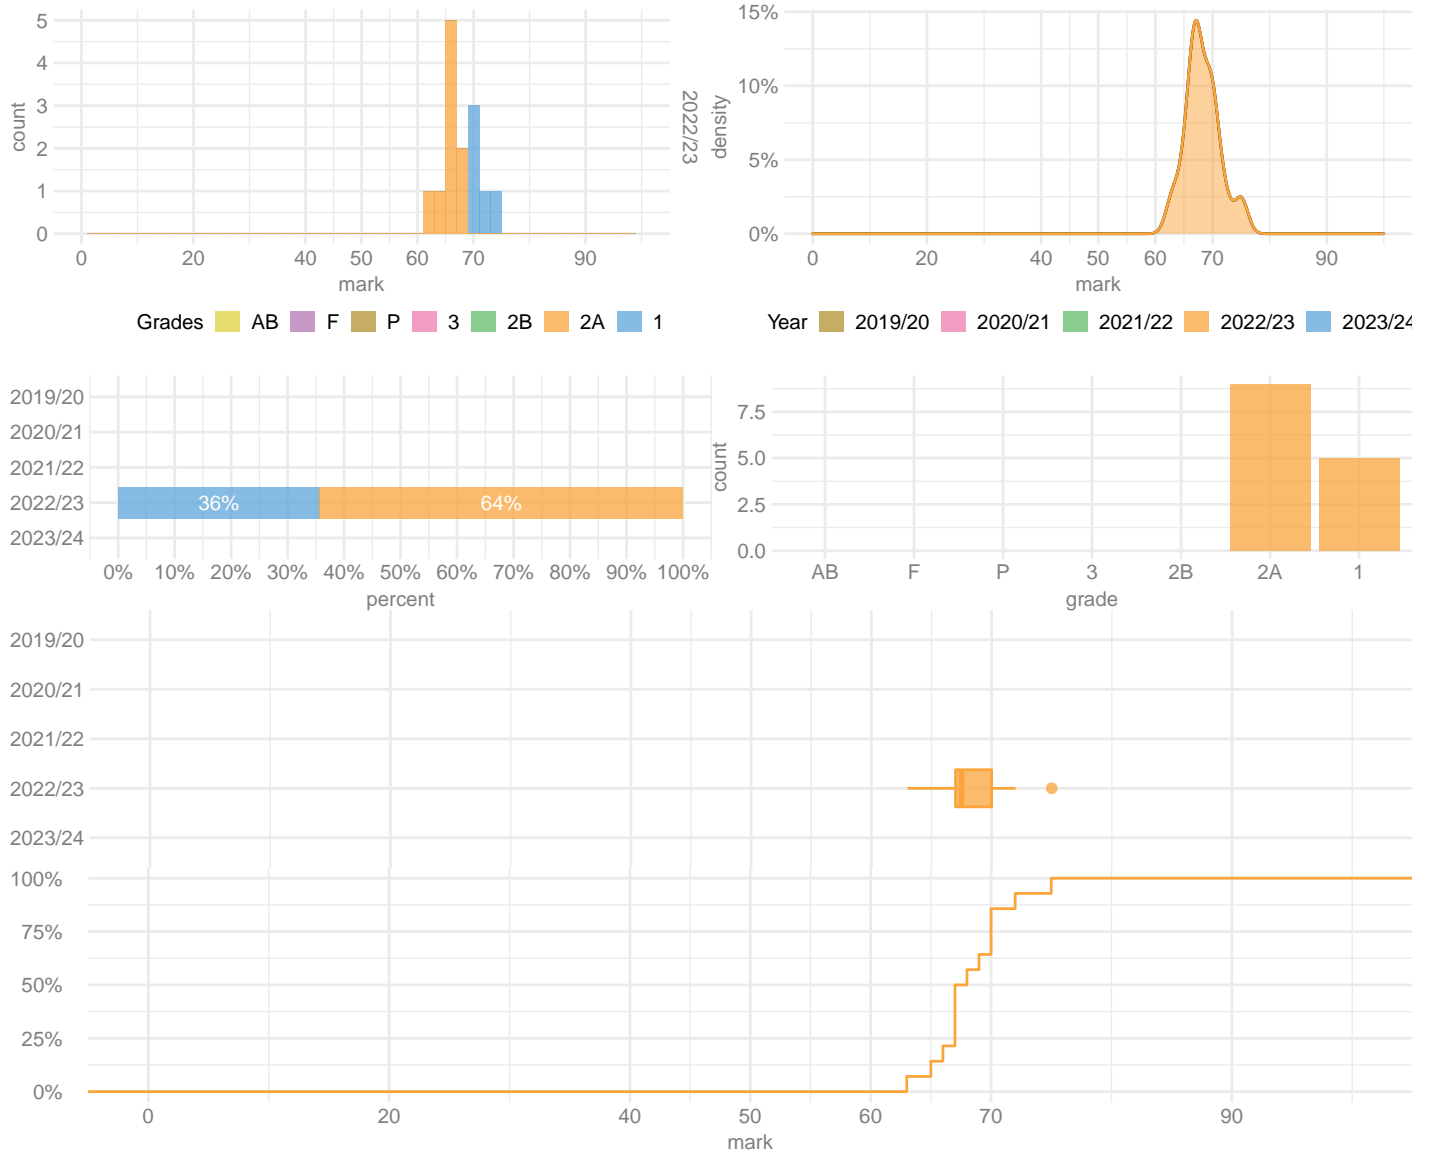 5
4
3
2
1
0
count
0 20 40 50 60 70 90
mark
2022/23
Grades AB F P 3 2B 2A 1
15%
10%
5%
0%
density
0 20 40 50 60 70 90
mark
Year 2019/20 2020/21 2021/22 2022/23 2023/24
2019/20
2020/21
2021/22
2022/23
2023/24
36% 64%
0% 10% 20% 30% 40% 50% 60% 70% 80% 90% 100%
percent
7.5
5.0
2.5
0.0
count
AB F P 3 2B 2A 1
grade
2019/20
2020/21
2021/22
2022/23
2023/24
100%
75%
50%
25%
0%
0 20 40 50 60 70 90
mark